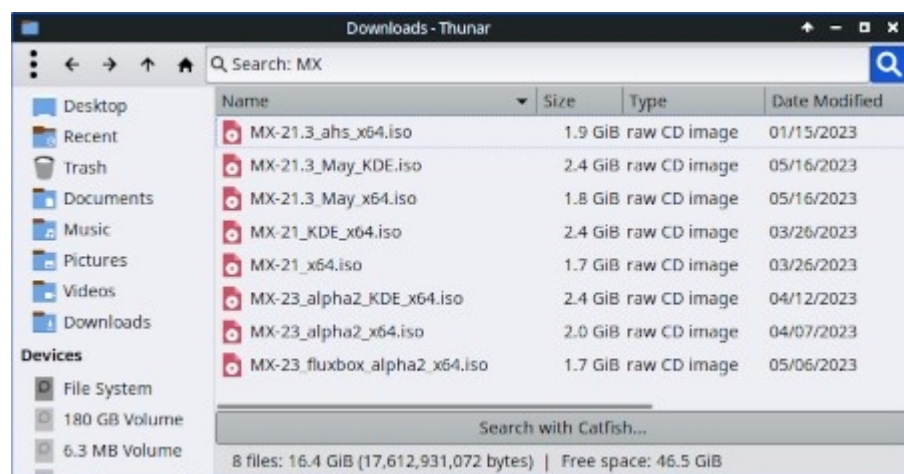 Downloads - Thunar
Search: MX
Name Size Type Date Modified
Desktop
Recent
Trash
Documents
Music
Pictures
Videos
Downloads
Devices
File System
180 GB Volume
6.3 MB Volume
MX-21.3_ahs_x64.iso 1.9 GiB raw CD image 01/15/2023
MX-21.3_May_KDE.iso 2.4 GiB raw CD image 05/16/2023
MX-21.3_May_x64.iso 1.8 GiB raw CD image 05/16/2023
MX-21_KDE_x64.iso 2.4 GiB raw CD image 03/26/2023
MX-21_x64.iso 1.7 GiB raw CD image 03/26/2023
MX-23_alpha2_KDE_x64.iso 2.4 GiB raw CD image 04/12/2023
MX-23_alpha2_x64.iso 2.0 GiB raw CD image 04/07/2023
MX-23_fluxbox_alpha2_x64.iso 1.7 GiB raw CD image 05/06/2023
Search with Catfish...
8 files: 16.4 GiB (17,612,931,072 bytes) | Free space: 46.5 GiB